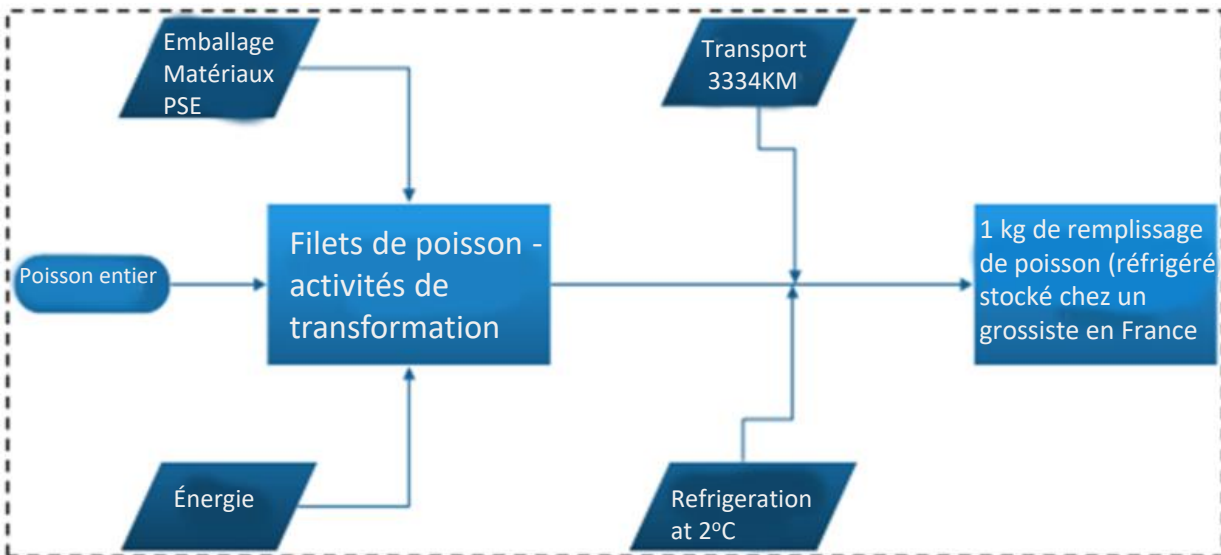 Emballage
Matériaux
PSE
Transport
3334KM
Poisson entier
Filets de poisson -
activités de
transformation
1 kg de remplissage
de poisson (réfrigéré
stocké chez un
grossiste en France
Énergie
Refrigeration
at 2°C